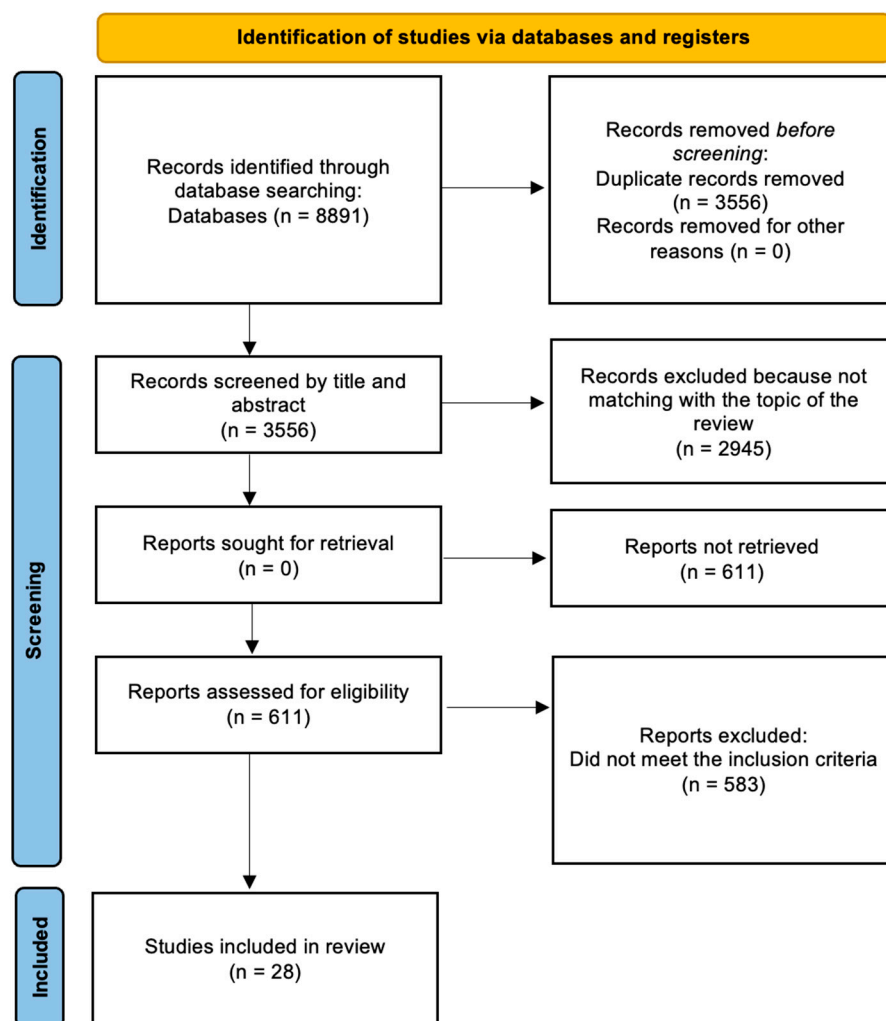 Identification of studies via databases and registers
Identification
Records identified through
database searching:
Databases (n = 8891)
Records removed before
screening:
Duplicate records removed
(n = 3556)
Records removed for other
reasons (n = 0)
Screening
Records screened by title and
abstract
(n = 3556)
Records excluded because not
matching with the topic of the
review
(n = 2945)
Reports sought for retrieval
(n = 0)
Reports not retrieved
(n = 611)
Reports assessed for eligibility
(n = 611)
Reports excluded:
Did not meet the inclusion criteria
(n = 583)
Included
Studies included in review
(n = 28)